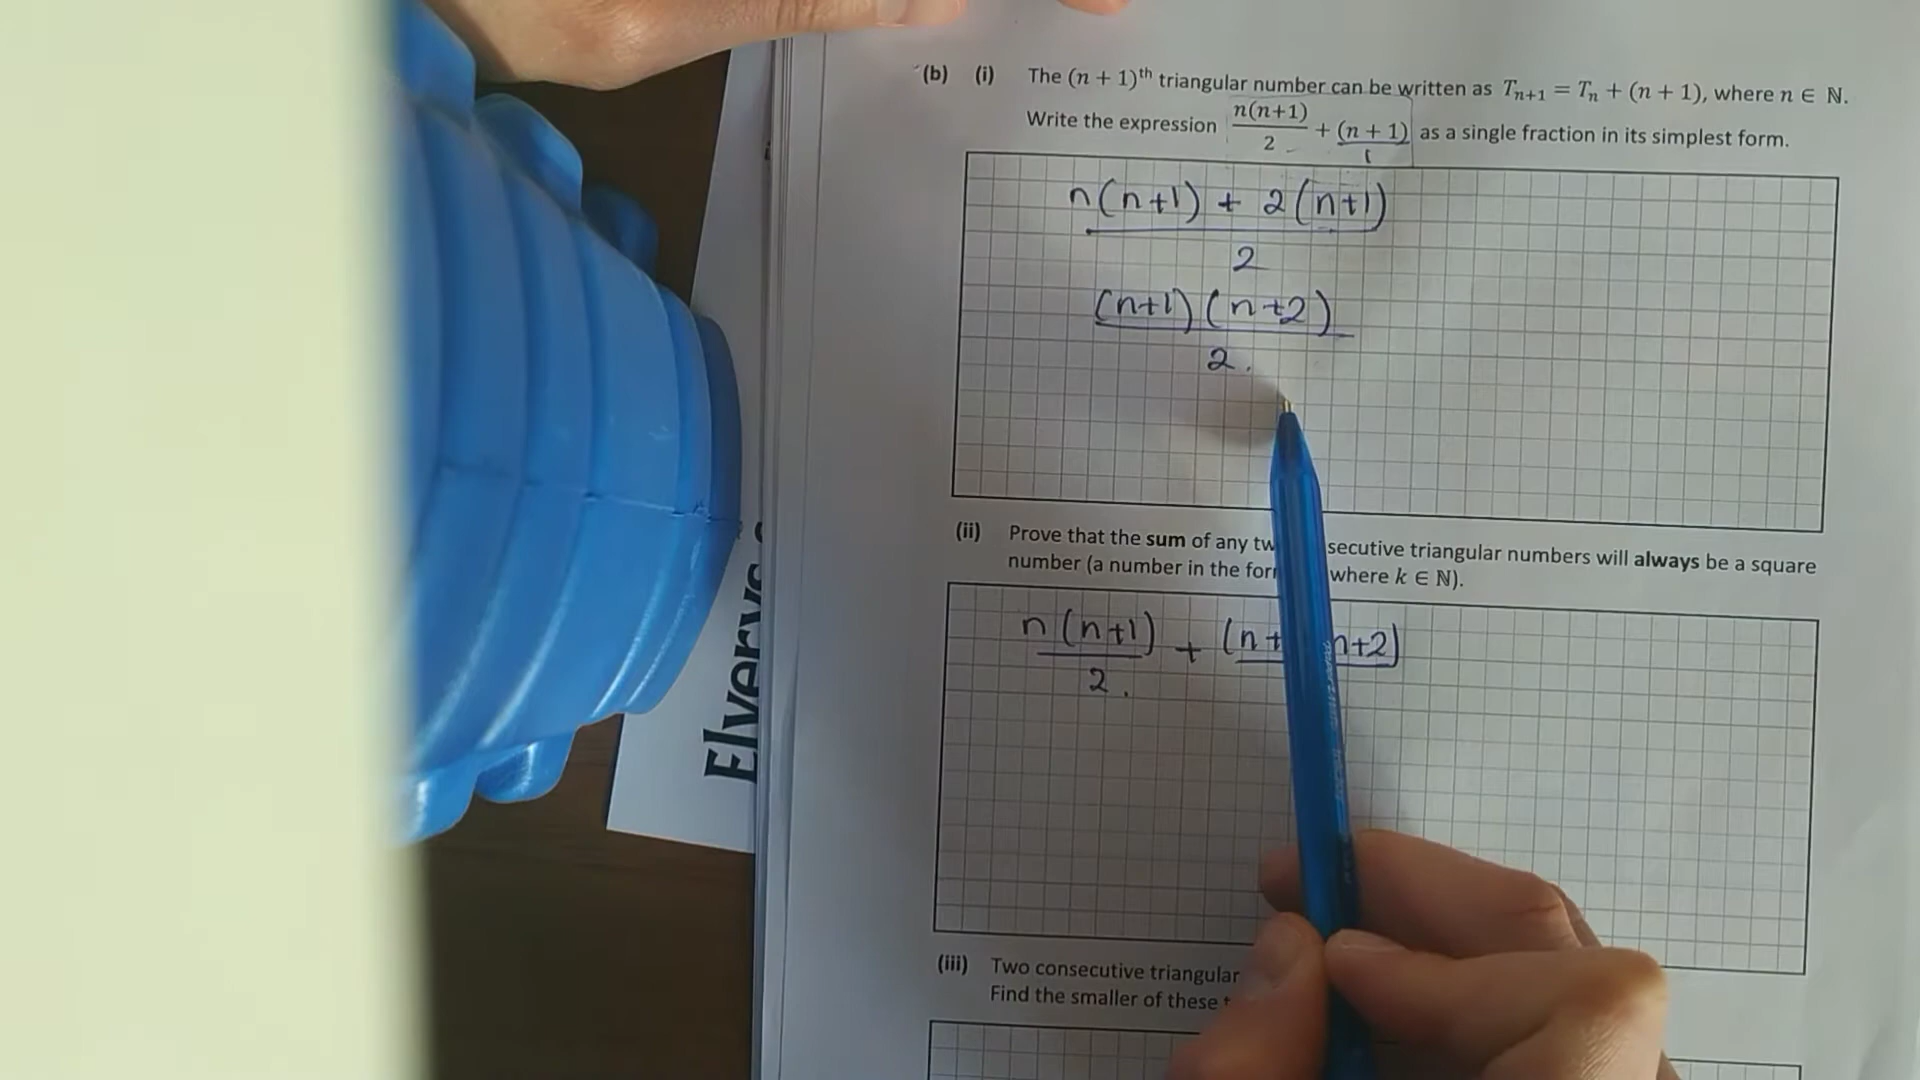 (b) (i) The (n + 1)ᵗʰ triangular number can be written as Tₙ₊₁ = Tₙ + (n + 1), where n ∈ ℕ.
Write the expression n(n+1)/2 + (n + 1)/1 as a single fraction in its simplest form.
n(n+1) + 2(n+1)
2
(n+1)(n+2)
2.
(ii) Prove that the sum of any secutive triangular numbers will always be a square
number (a number in the where k ∈ ℕ).
n(n+1)/2. + (n+ n+2)
(iii) Two consecutive triangular
Find the smaller of these
Elverys